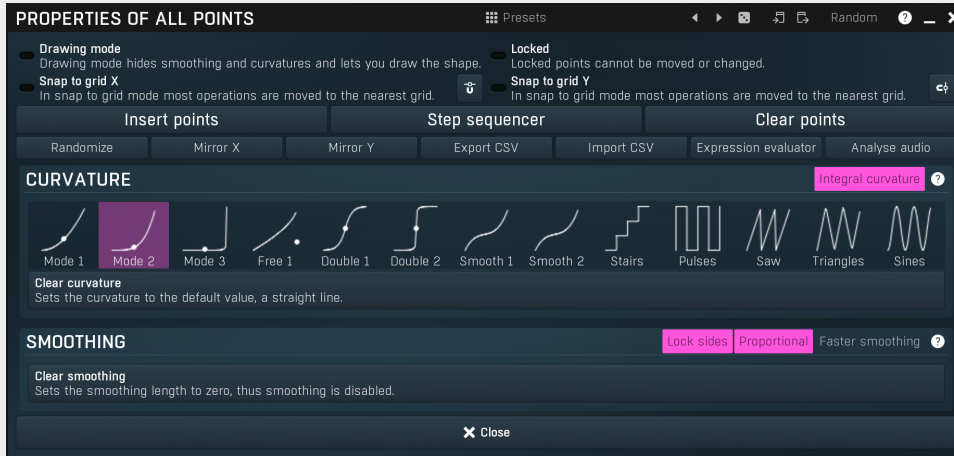 PROPERTIES OF ALL POINTS Presets Random ?
Drawing mode
Drawing mode hides smoothing and curvatures and lets you draw the shape.
Locked
Locked points cannot be moved or changed.
Snap to grid X
In snap to grid mode most operations are moved to the nearest grid.
Snap to grid Y
In snap to grid mode most operations are moved to the nearest grid.
Insert points Step sequencer Clear points
Randomize Mirror X Mirror Y Export CSV Import CSV Expression evaluator Analyse audio
CURVATURE Integral curvature ?
Mode 1 Mode 2 Mode 3 Free 1 Double 1 Double 2 Smooth 1 Smooth 2 Stairs Pulses Saw Triangles Sines
Clear curvature
Sets the curvature to the default value, a straight line.
SMOOTHING Lock sides Proportional Faster smoothing ?
Clear smoothing
Sets the smoothing length to zero, thus smoothing is disabled.
Close